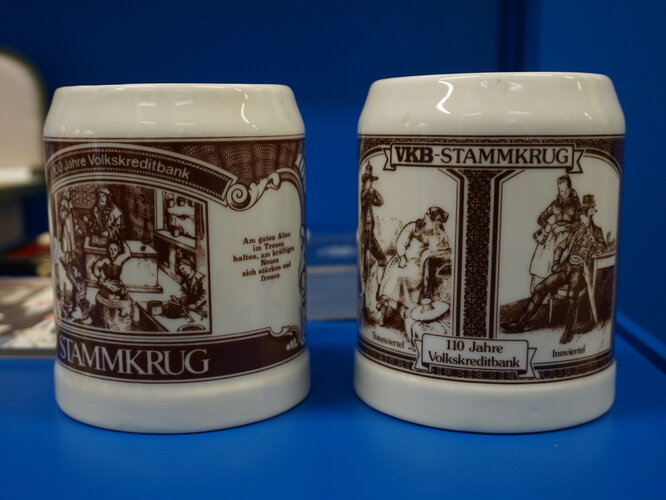 Jahre Volkskreditbank
Am guten Alten
im Treuen
halten, am kräftigen
Neuen
sich stärken und
freuen.
STAMMKRUG
VKB-STAMMKRUG
Traunviertel
110 Jahre
Volkskreditbank
Innviertel